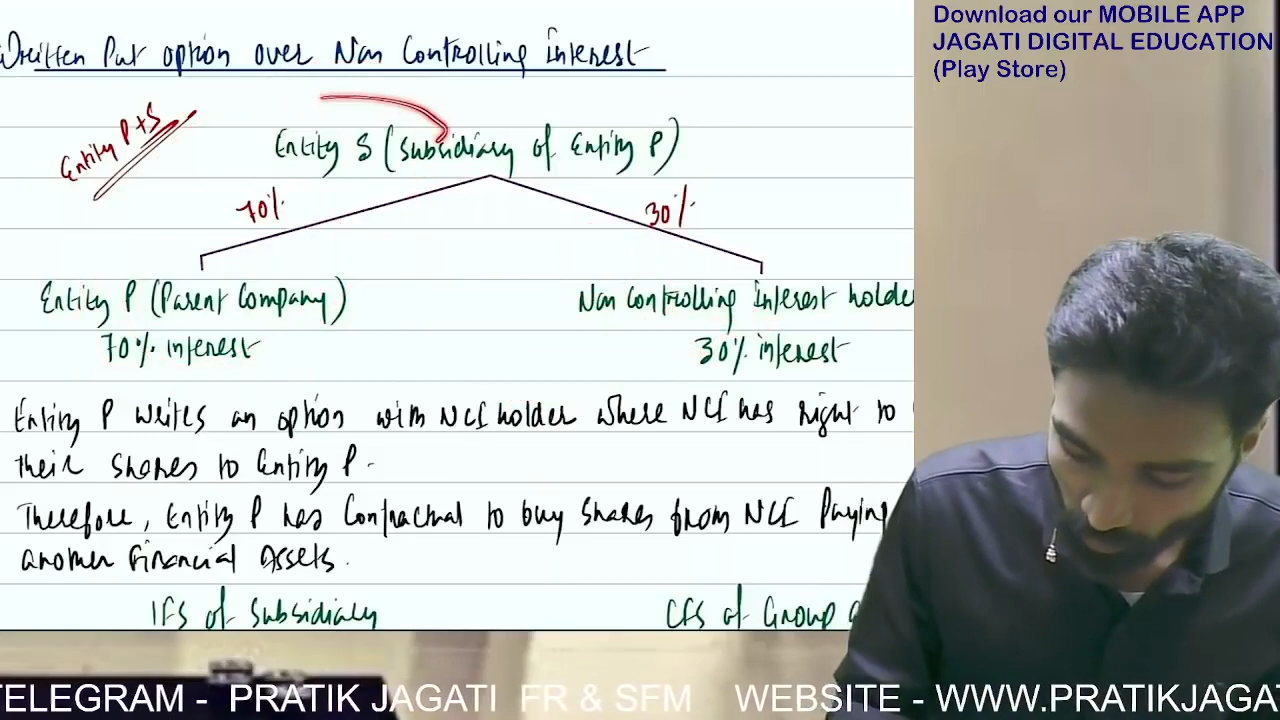 Written Put option over Non Controlling Interest
Download our MOBILE APP
JAGATI DIGITAL EDUCATION
(Play Store)
Entity P+S
Entity S (Subsidiary of Entity P)
70%
30%
Entity P (Parent Company)
70% interest
Non Controlling Interest holde
30% interest
Entity P writes an option with NCI holder where NCI has right to
their shares to Entity P.
Therefore, Entity P has Contractual to buy shares from NCI Paying
another Financial Assets.
IFS of Subsidiary
CFS of Group
TELEGRAM - PRATIK JAGATI FR & SFM WEBSITE - WWW.PRATIKJAGA